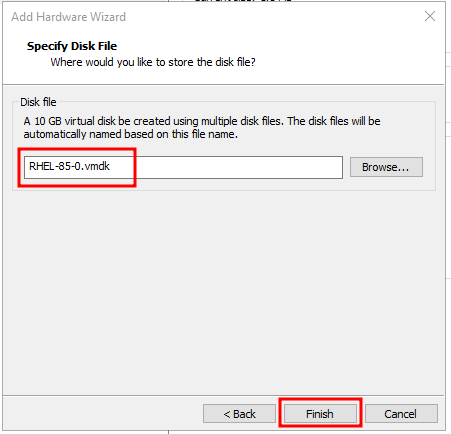 Add Hardware Wizard
Specify Disk File
Where would you like to store the disk file?
Disk file
A 10 GB virtual disk be created using multiple disk files. The disk files will be
automatically named based on this file name.
RHEL-85-0.vmdk
Browse...
< Back
Finish
Cancel